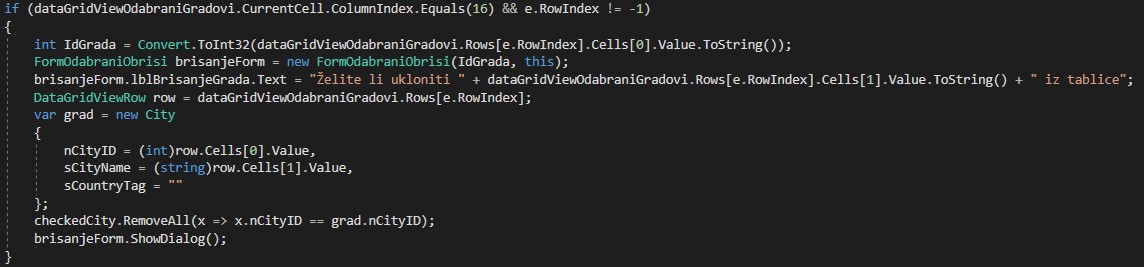 if (dataGridViewOdabraniGradovi.CurrentCell.ColumnIndex.Equals(16) && e.RowIndex != -1)
{
int IdGrada = Convert.ToInt32(dataGridViewOdabraniGradovi.Rows[e.RowIndex].Cells[0].Value.ToString());
FormOdabraniObrisi brisanjeForm = new FormOdabraniObrisi(IdGrada, this);
brisanjeForm.lblBrisanjeGrada.Text = "Želite li ukloniti " + dataGridViewOdabraniGradovi.Rows[e.RowIndex].Cells[1].Value.ToString() + " iz tablice";
DataGridViewRow row = dataGridViewOdabraniGradovi.Rows[e.RowIndex];
var grad = new City
{
nCityID = (int)row.Cells[0].Value,
sCityName = (string)row.Cells[1].Value,
sCountryTag = ""
};
checkedCity.RemoveAll(x => x.nCityID == grad.nCityID);
brisanjeForm.ShowDialog();
}